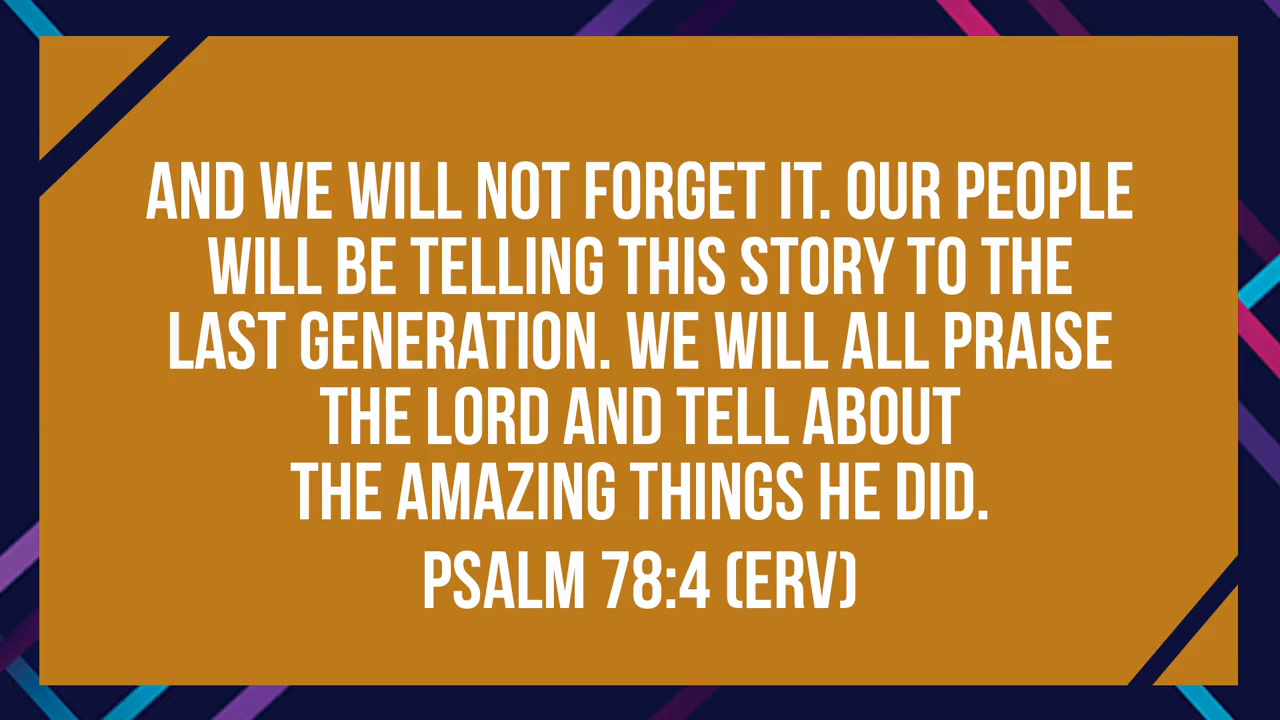 AND WE WILL NOT FORGET IT. OUR PEOPLE
WILL BE TELLING THIS STORY TO THE
LAST GENERATION. WE WILL ALL PRAISE
THE LORD AND TELL ABOUT
THE AMAZING THINGS HE DID.
PSALM 78:4 (ERV)